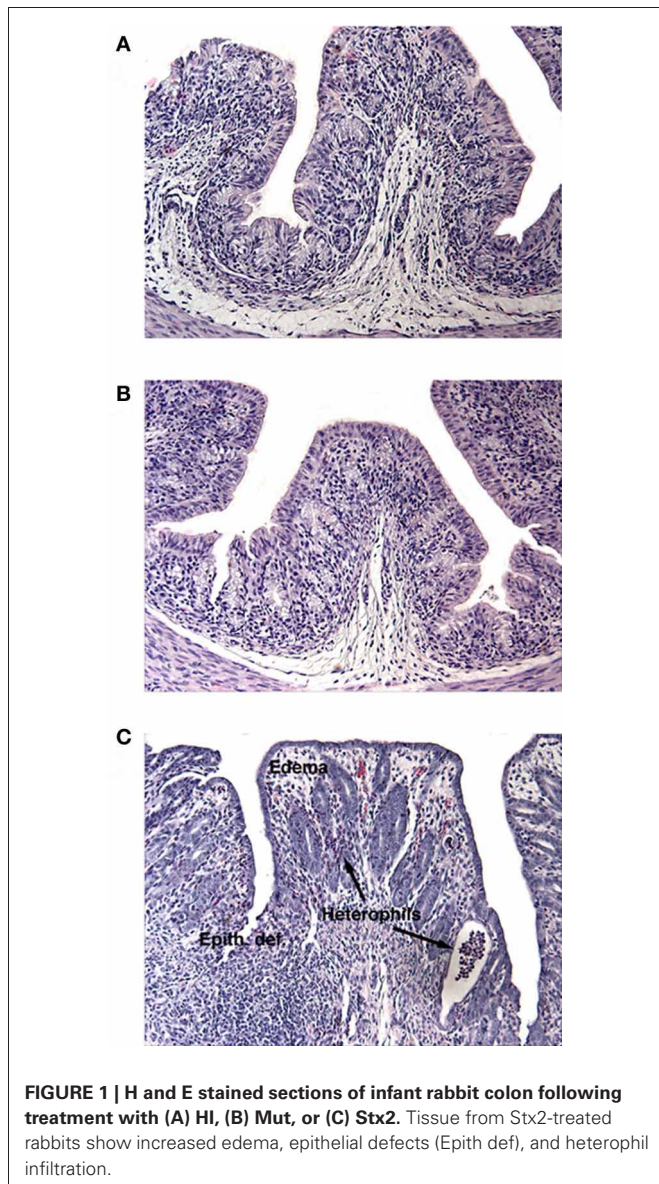 A
B
C
Edema
Heterophils
Epith. def
FIGURE 1 | H and E stained sections of infant rabbit colon following
treatment with (A) HI, (B) Mut, or (C) Stx2. Tissue from Stx2-treated
rabbits show increased edema, epithelial defects (Epith def), and heterophil
infiltration.